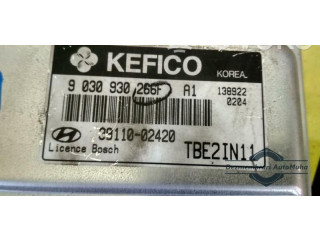 KEFICO
KOREA.
9 030 930 266F A1 138922
0204
39110-02420
Licence Bosch TBE2IN11